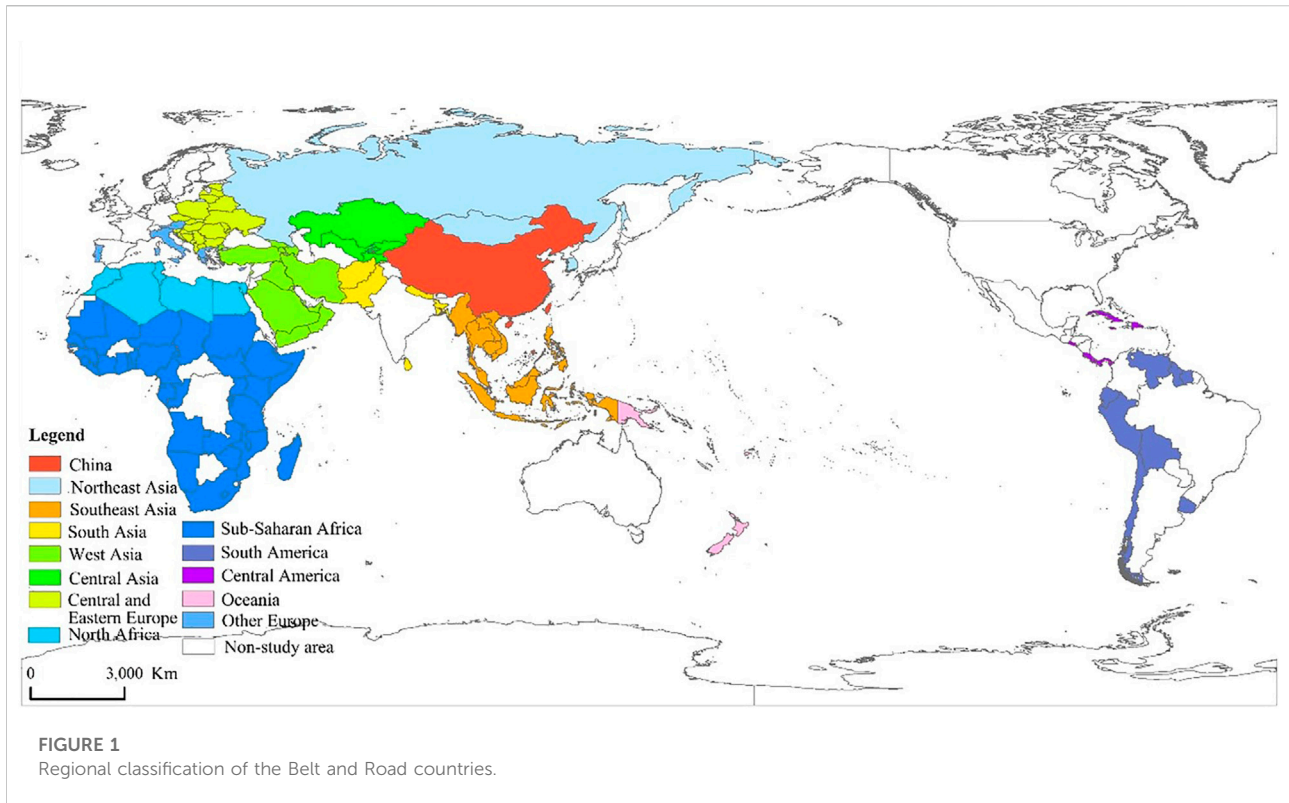 Legend
China
Northeast Asia
Southeast Asia
South Asia
West Asia
Central Asia
Central and
Eastern Europe
North Africa
Sub-Saharan Africa
South America
Central America
Oceania
Other Europe
Non-study area
0 3,000 Km
FIGURE 1
Regional classification of the Belt and Road countries.